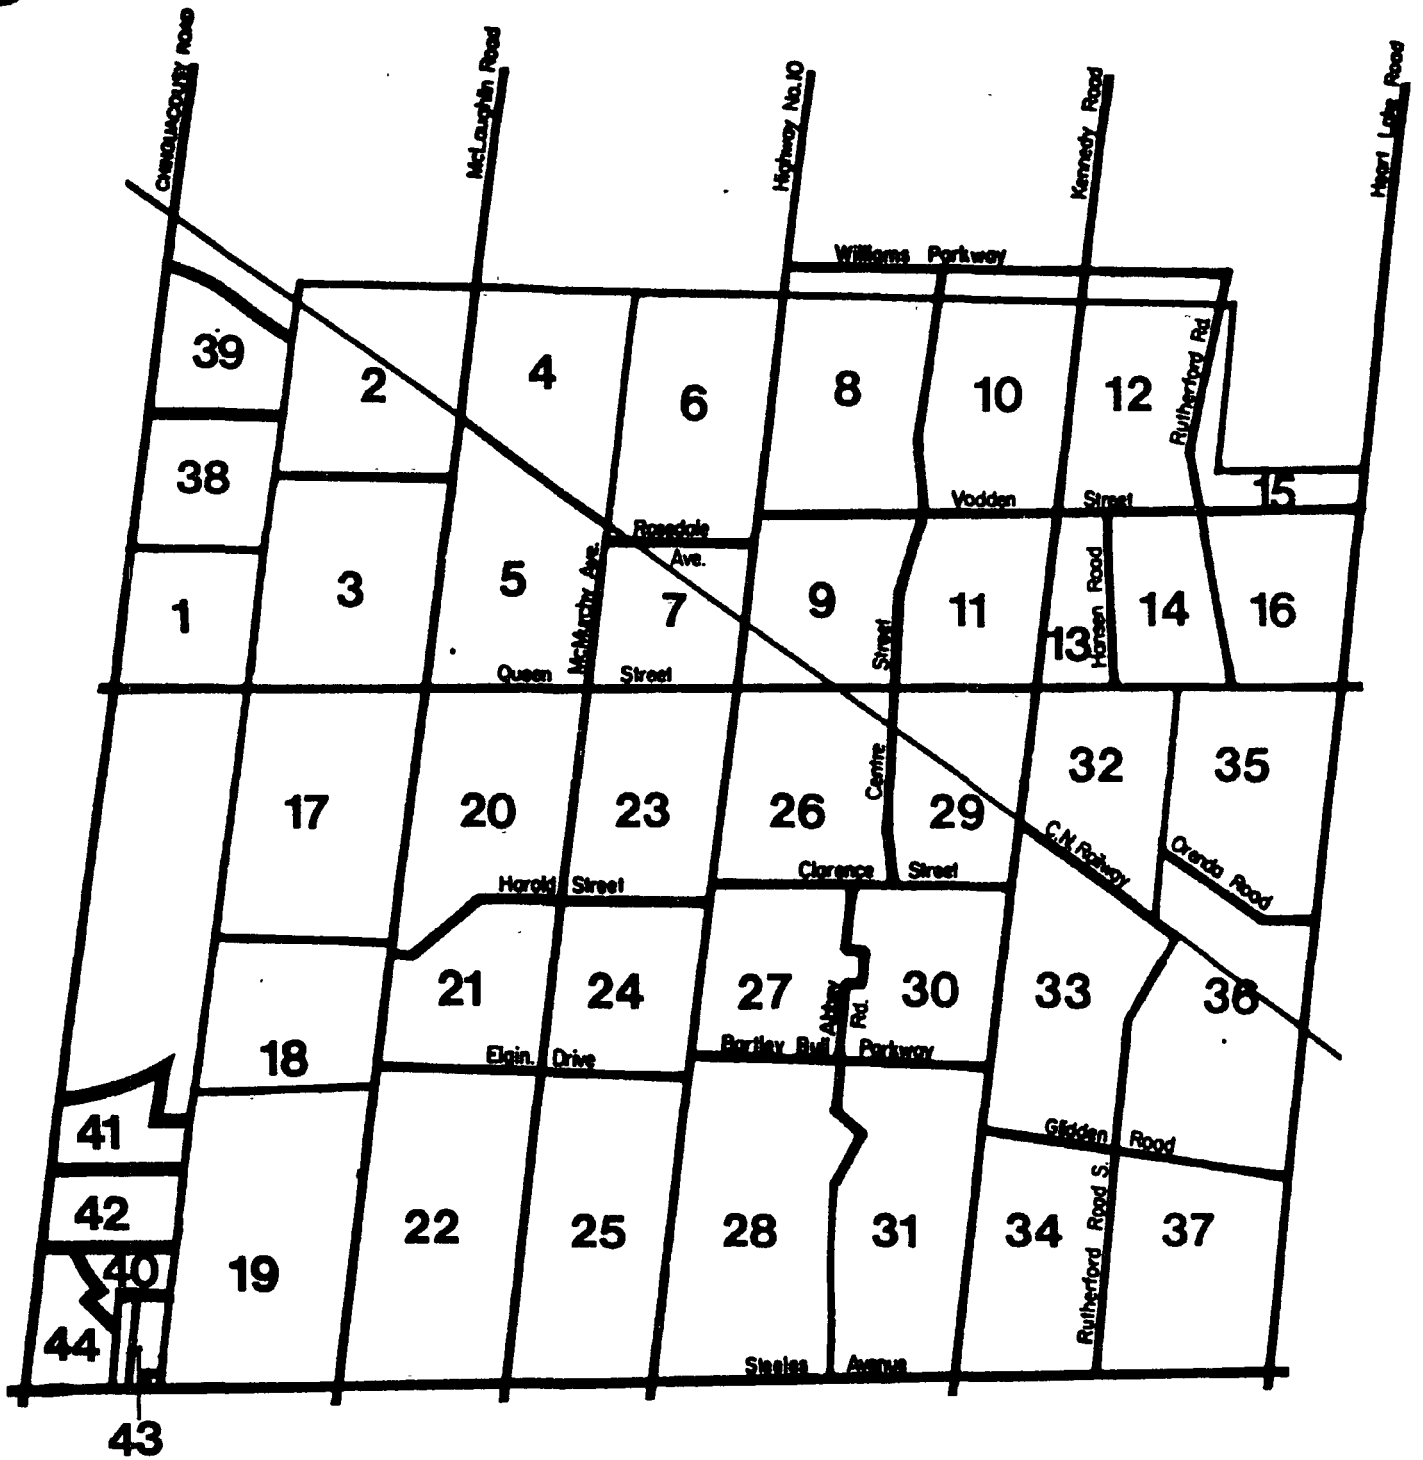 CHINGUACOUSY ROAD
McLaughlin Road
Highway No.10
Kennedy Road
Heart Lake Road
Williams Parkway
Rutherford Rd.
39
2
4
6
8
10
12
38
15
Vodden Street
Rosedale
Ave.
McMurchy Ave.
Hansen Road
1
3
5
7
9
11
13
14
16
Street
Queen Street
Centre
32
35
17
20
23
26
29
C.N. Railway
Orenda Road
Clarence Street
Harold Street
21
24
27
Abbey
Rd.
30
33
36
18
Elgin. Drive
Bartley Bull Parkway
41
Glidden Road
42
22
25
28
31
34
Rutherford Road S.
37
40
19
44
Steeles Avenue
43